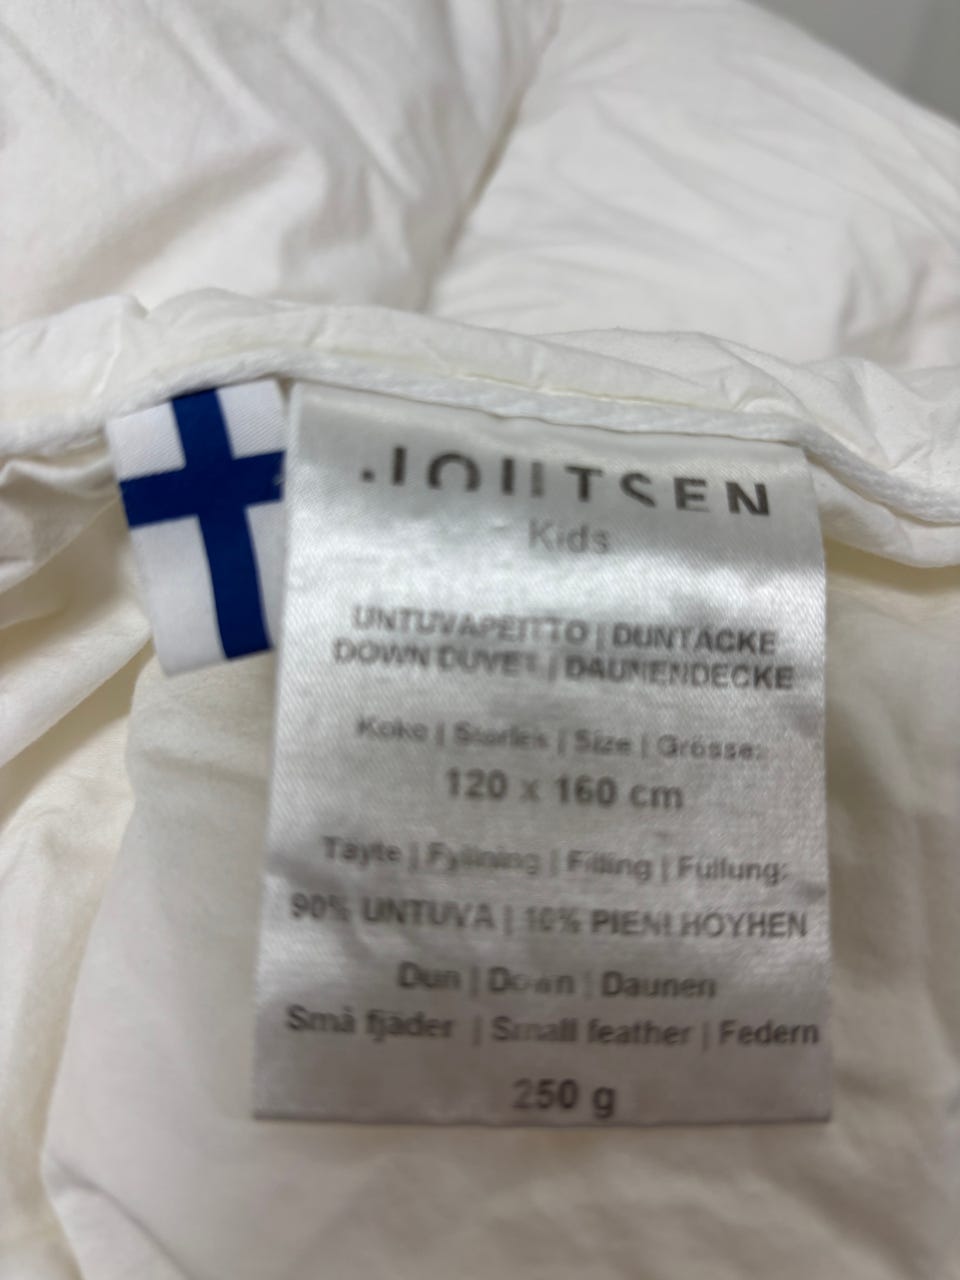 JOUTSEN
Kids
UNTUVAPEITTO | DUNTÄCKE
DOWN DUVET | DAUNENDECKE
Koko | Storlek | Size | Grösse:
120 x 160 cm
Täyte | Fyllning | Filling | Füllung:
90% UNTUVA | 10% PIENI HÖYHEN
Dun | Down | Daunen
Små fjäder | Small feather | Federn
250 g